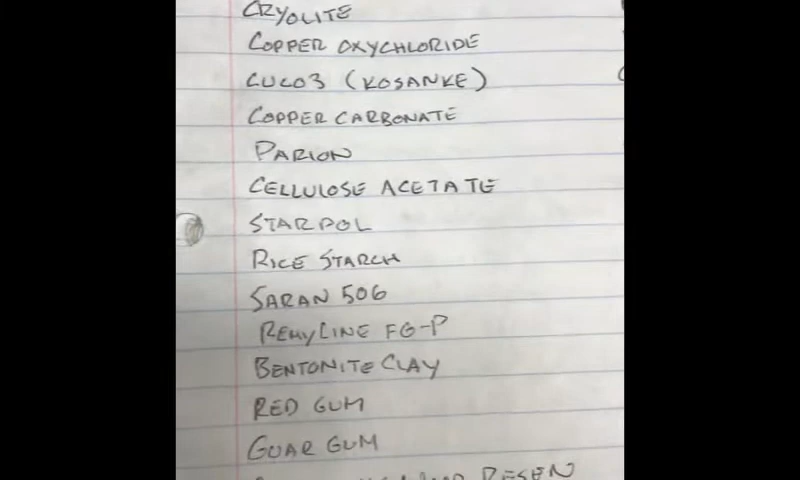 CRYOLITE
COPPER OXYCHLORIDE
CUCO3 (KOSANKE)
COPPER CARBONATE
PARLON
CELLULOSE ACETATE
STARPOL
RICE STARCH
SARAN 506
REMYLINE FG-P
BENTONITE CLAY
RED GUM
GUAR GUM
RESEN